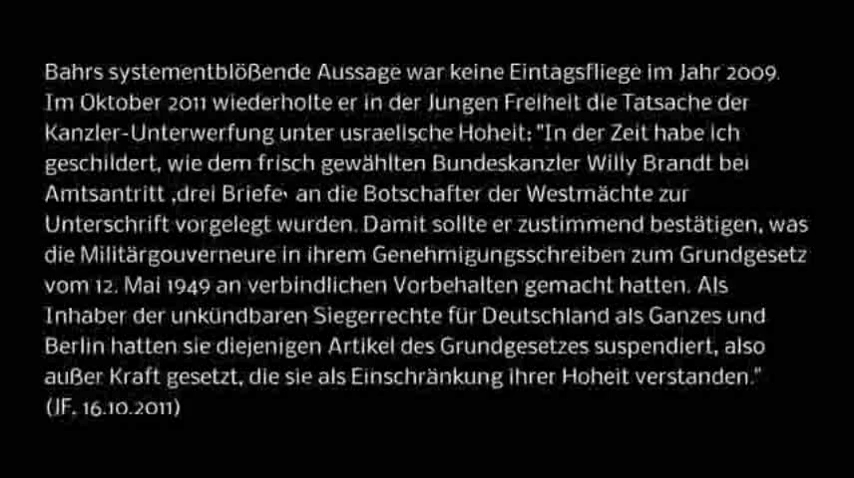 Bahrs systementblößende Aussage war keine Eintagsfliege im Jahr 2009.
Im Oktober 2011 wiederholte er in der Jungen Freiheit die Tatsache der
Kanzler-Unterwerfung unter usraelische Hoheit: "In der Zeit habe ich
geschildert, wie dem frisch gewählten Bundeskanzler Willy Brandt bei
Amtsantritt ‚drei Briefe‘ an die Botschafter der Westmächte zur
Unterschrift vorgelegt wurden. Damit sollte er zustimmend bestätigen, was
die Militärgouverneure in ihrem Genehmigungsschreiben zum Grundgesetz
vom 12. Mai 1949 an verbindlichen Vorbehalten gemacht hatten. Als
Inhaber der unkündbaren Siegerrechte für Deutschland als Ganzes und
Berlin hatten sie diejenigen Artikel des Grundgesetzes suspendiert, also
außer Kraft gesetzt, die sie als Einschränkung ihrer Hoheit verstanden."
(JF, 16.10.2011)